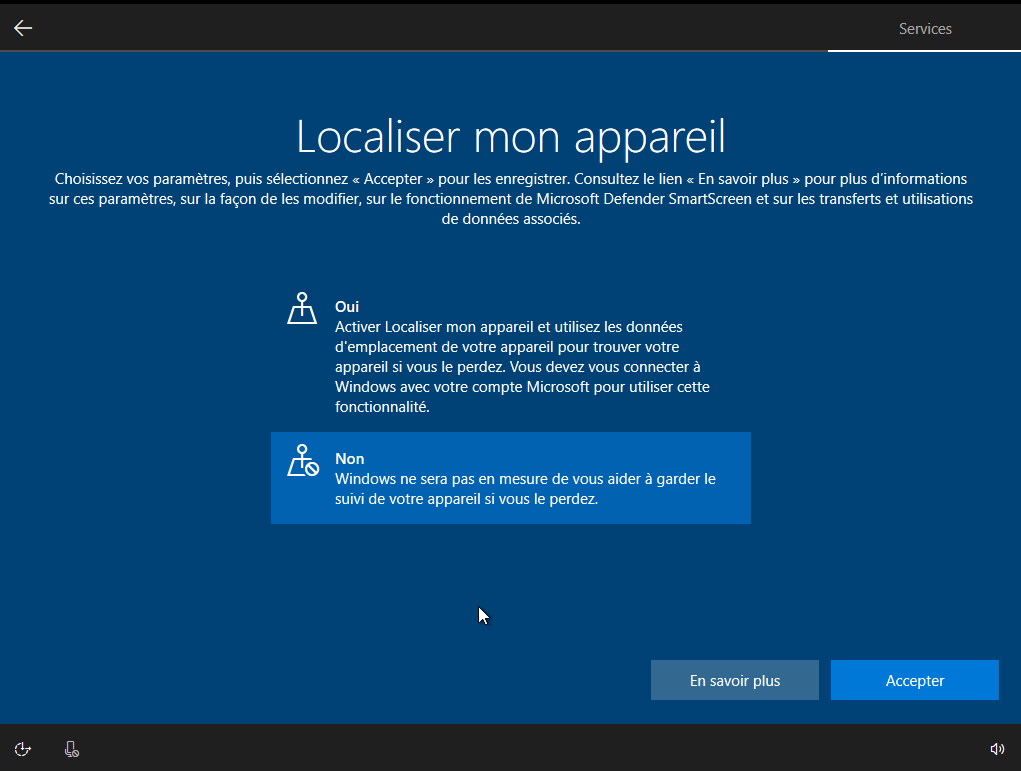 Services
Localiser mon appareil
Choisissez vos paramètres, puis sélectionnez « Accepter » pour les enregistrer. Consultez le lien « En savoir plus » pour plus d’informations
sur ces paramètres, sur la façon de les modifier, sur le fonctionnement de Microsoft Defender SmartScreen et sur les transferts et utilisations
de données associés.
Oui
Activer Localiser mon appareil et utilisez les données
d'emplacement de votre appareil pour trouver votre
appareil si vous le perdez. Vous devez vous connecter à
Windows avec votre compte Microsoft pour utiliser cette
fonctionnalité.
Non
Windows ne sera pas en mesure de vous aider à garder le
suivi de votre appareil si vous le perdez.
En savoir plus
Accepter